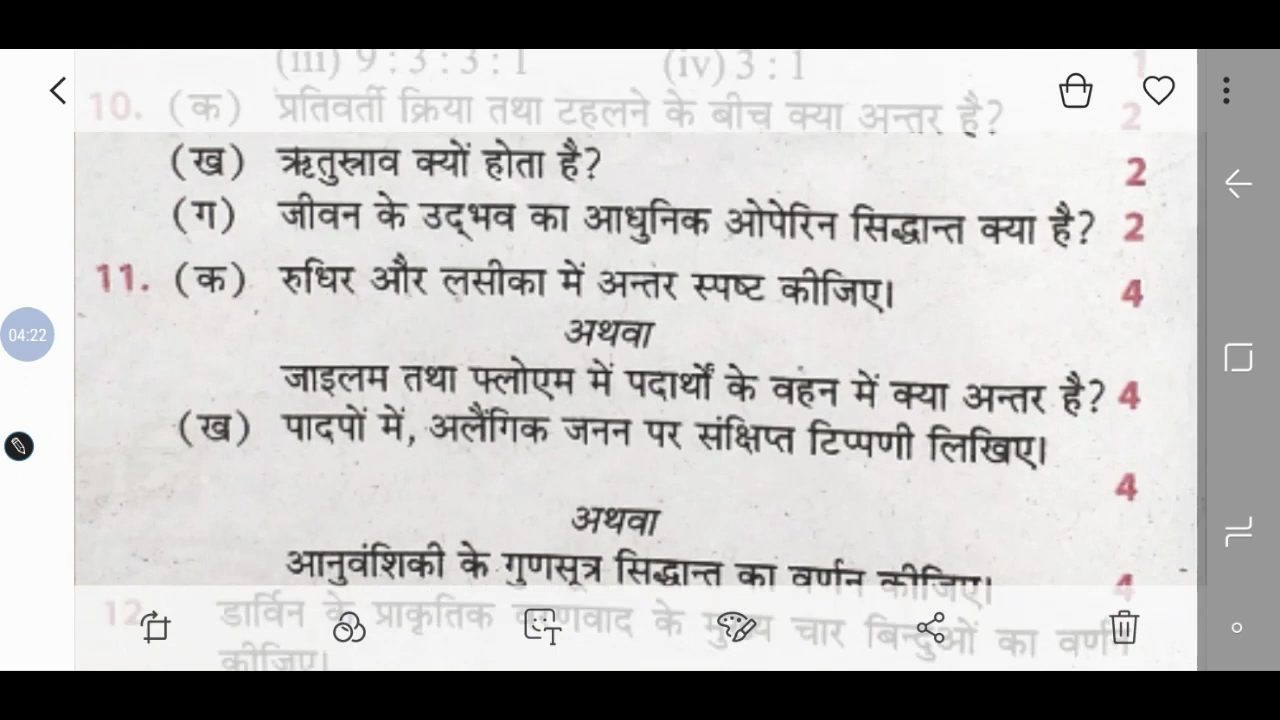 (iii) 9 : 3 : 3 : 1 (iv) 3 : 1 1
10. (क) प्रतिवर्ती क्रिया तथा टहलने के बीच क्या अन्तर है? 2
(ख) ऋतुस्राव क्यों होता है? 2
(ग) जीवन के उद्भव का आधुनिक ओपेरिन सिद्धान्त क्या है? 2
11. (क) रुधिर और लसीका में अन्तर स्पष्ट कीजिए। 4
अथवा
04:22
जाइलम तथा फ्लोएम में पदार्थों के वहन में क्या अन्तर है? 4
(ख) पादपों में, अलैंगिक जनन पर संक्षिप्त टिप्पणी लिखिए।
4
अथवा
आनुवंशिकी के गुणसूत्र सिद्धान्त का वर्णन कीजिए। 4
12. डार्विन के प्राकृतिक के चार बिन्दुओं का वर्णन
कीजिए।